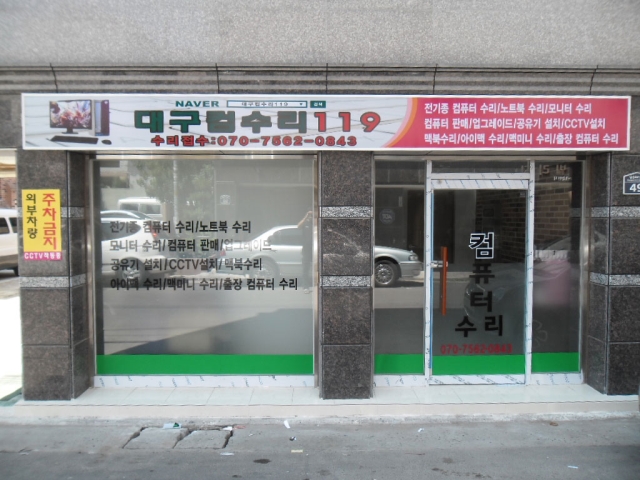 NAVER 대구컴수리119 ▼ 검색
대구컴수리119
수리접수:070-7562-0843
전기종 컴퓨터 수리/노트북 수리/모니터 수리
컴퓨터 판매/업그레이드/공유기 설치/CCTV설치
맥북수리/아이맥 수리/맥미니 수리/출장 컴퓨터 수리
외부차량
주차금지
CCTV작동중
전기종 컴퓨터 수리/노트북 수리
모니터 수리/컴퓨터 판매/업그레이드
공유기 설치/CCTV설치/맥북수리
아이맥 수리/맥미니 수리/출장 컴퓨터 수리
컴퓨터 수리
070-7562-0843
49